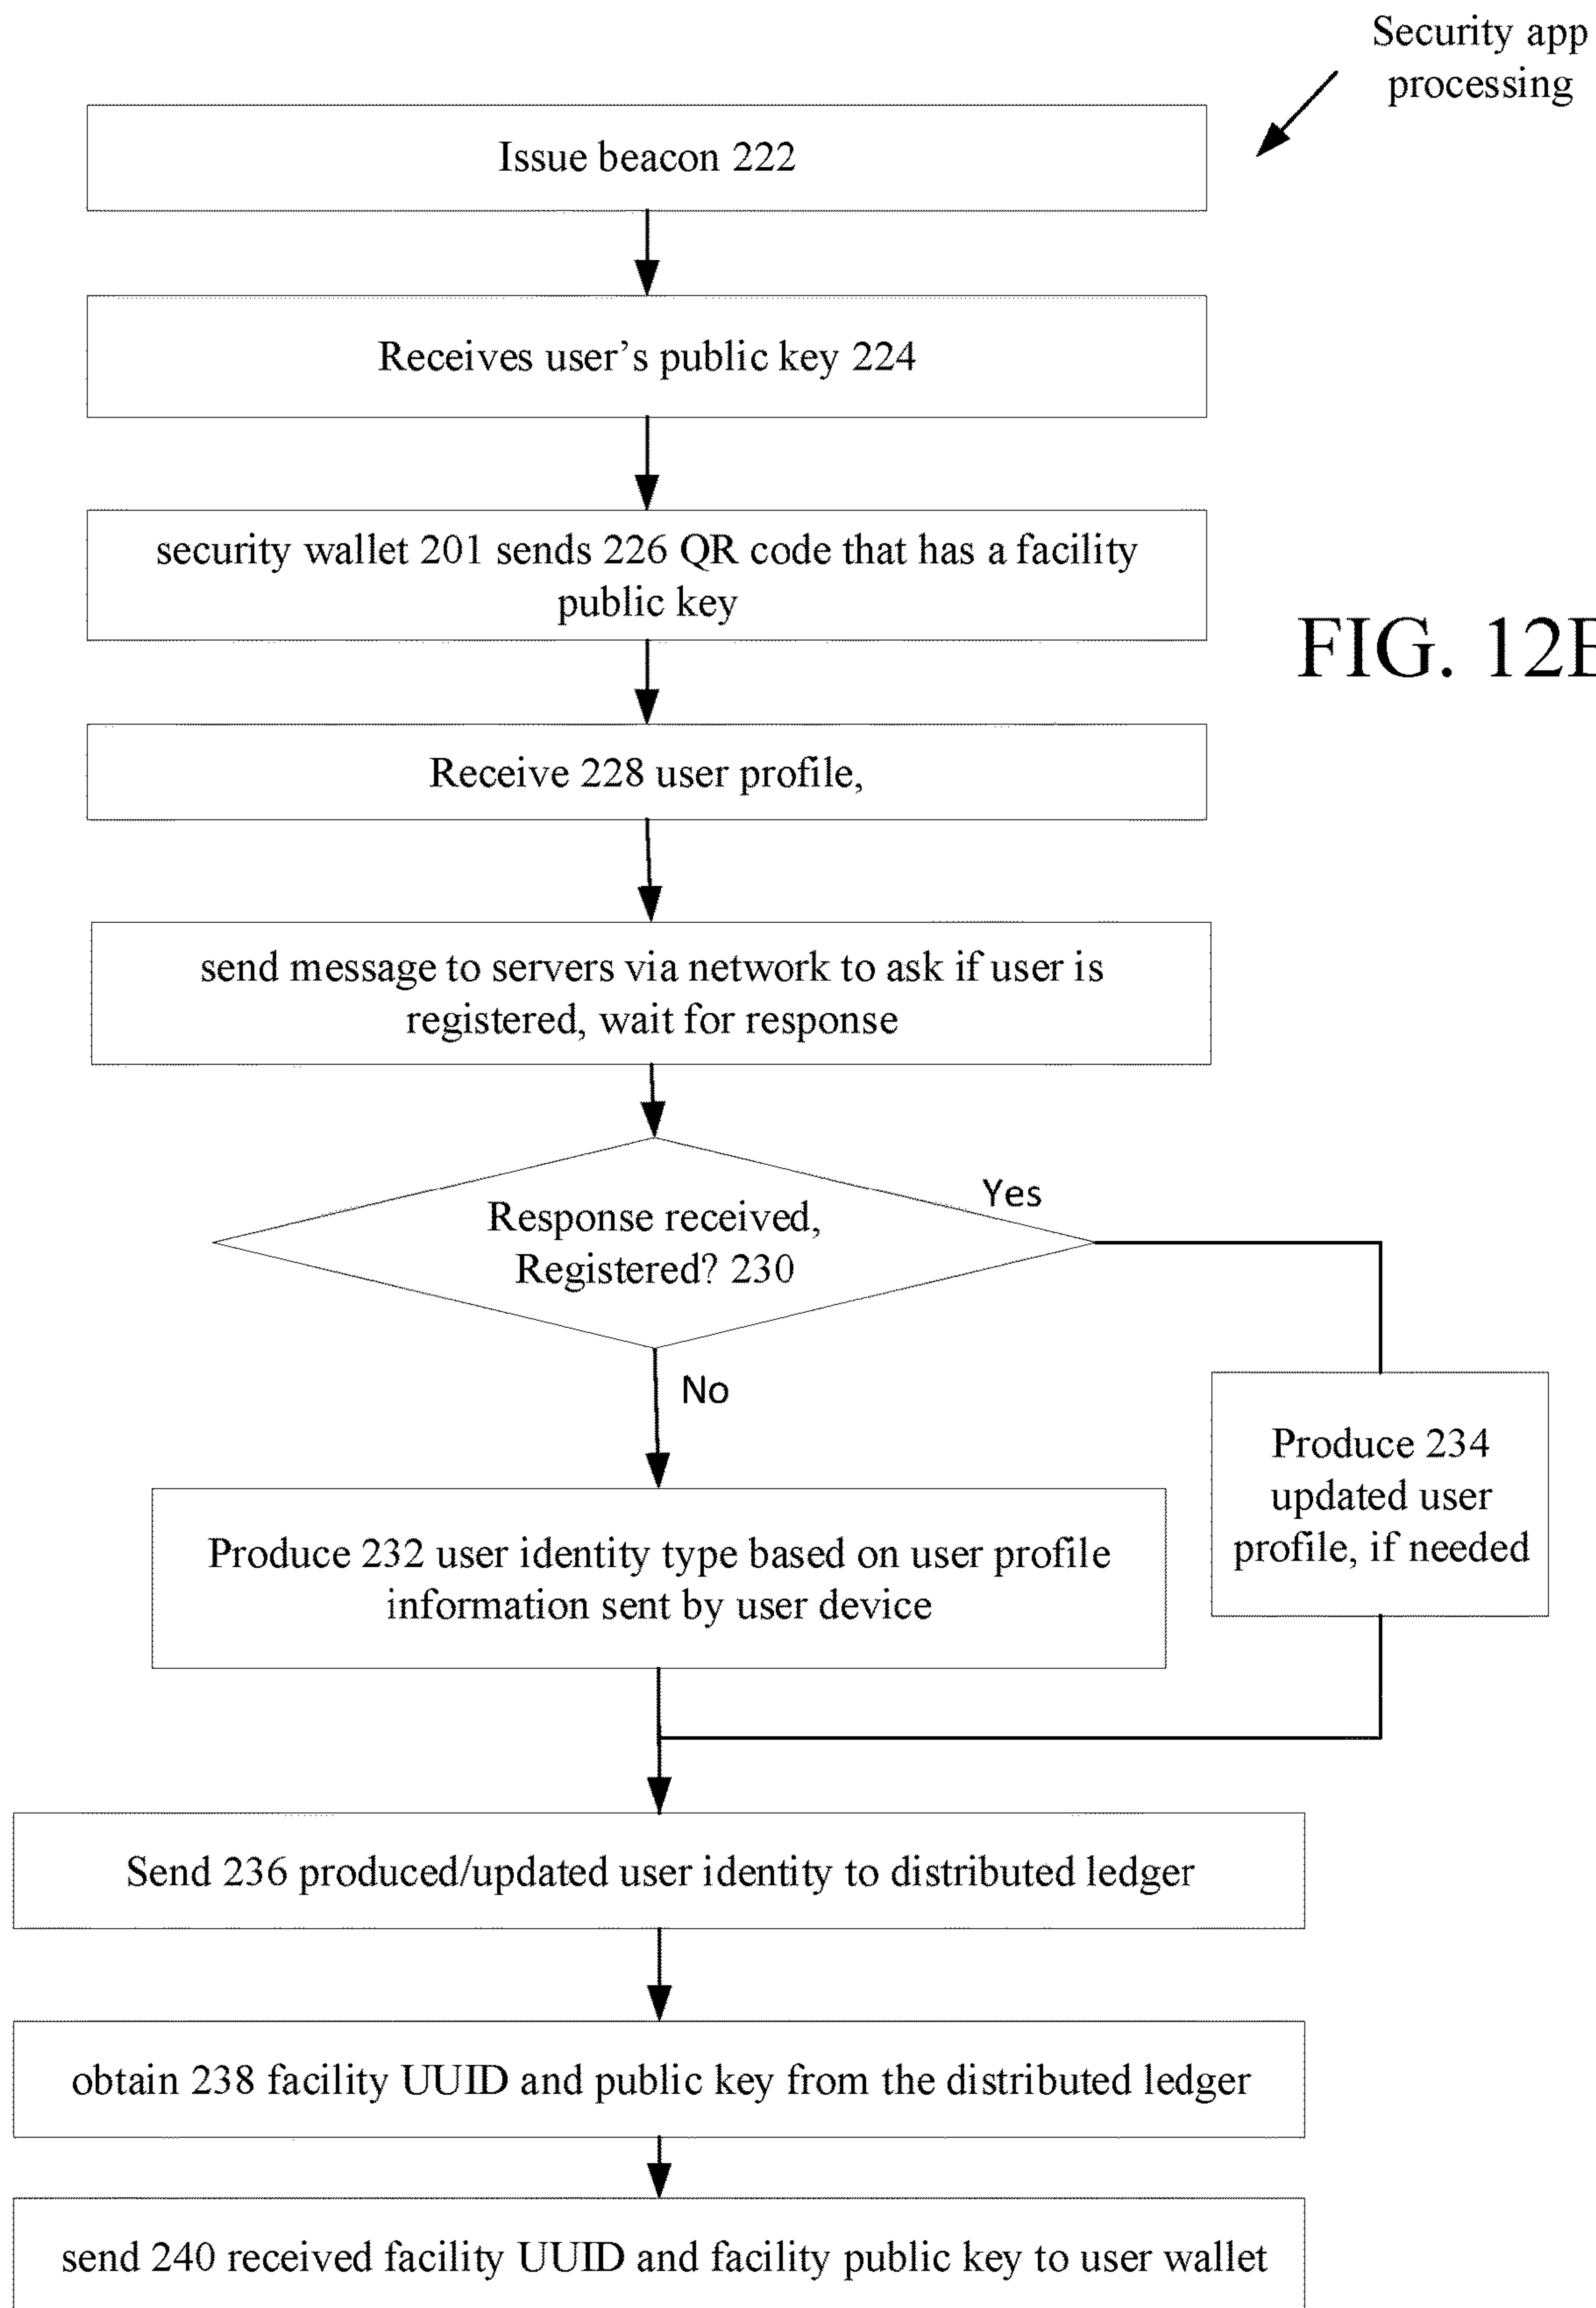 Security app
processing
Issue beacon 222
Receives user’s public key 224
security wallet 201 sends 226 QR code that has a facility
public key
FIG. 12B
Receive 228 user profile,
send message to servers via network to ask if user is
registered, wait for response
Yes
Response received,
Registered? 230
No
Produce 234
updated user
profile, if needed
Produce 232 user identity type based on user profile
information sent by user device
Send 236 produced/updated user identity to distributed ledger
obtain 238 facility UUID and public key from the distributed ledger
send 240 received facility UUID and facility public key to user wallet